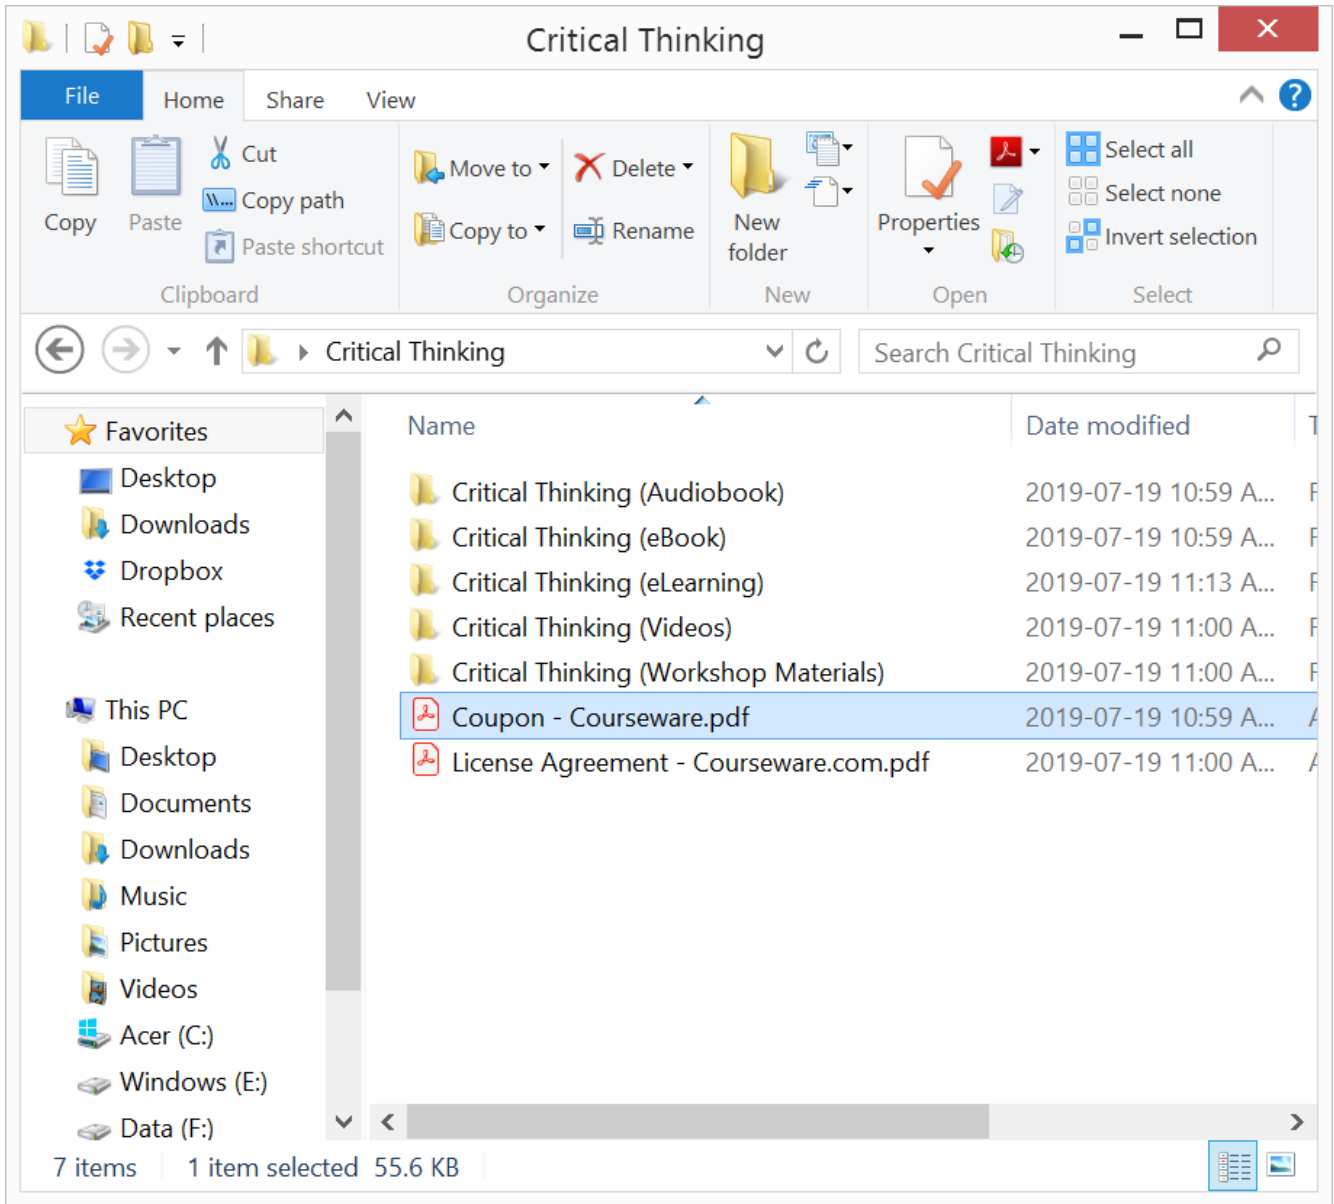 Critical Thinking
File Home Share View
Copy
Paste
Cut
Copy path
Paste shortcut
Clipboard
Move to
Copy to
Delete
Rename
Organize
New
folder
New
Properties
Open
Select all
Select none
Invert selection
Select
Critical Thinking
Search Critical Thinking
Favorites
Desktop
Downloads
Dropbox
Recent places
This PC
Desktop
Documents
Downloads
Music
Pictures
Videos
Acer (C:)
Windows (E:)
Data (F:)
Name Date modified
Critical Thinking (Audiobook) 2019-07-19 10:59 A...
Critical Thinking (eBook) 2019-07-19 10:59 A...
Critical Thinking (eLearning) 2019-07-19 11:13 A...
Critical Thinking (Videos) 2019-07-19 11:00 A...
Critical Thinking (Workshop Materials) 2019-07-19 11:00 A...
Coupon - Courseware.pdf 2019-07-19 10:59 A...
License Agreement - Courseware.com.pdf 2019-07-19 11:00 A...
7 items 1 item selected 55.6 KB